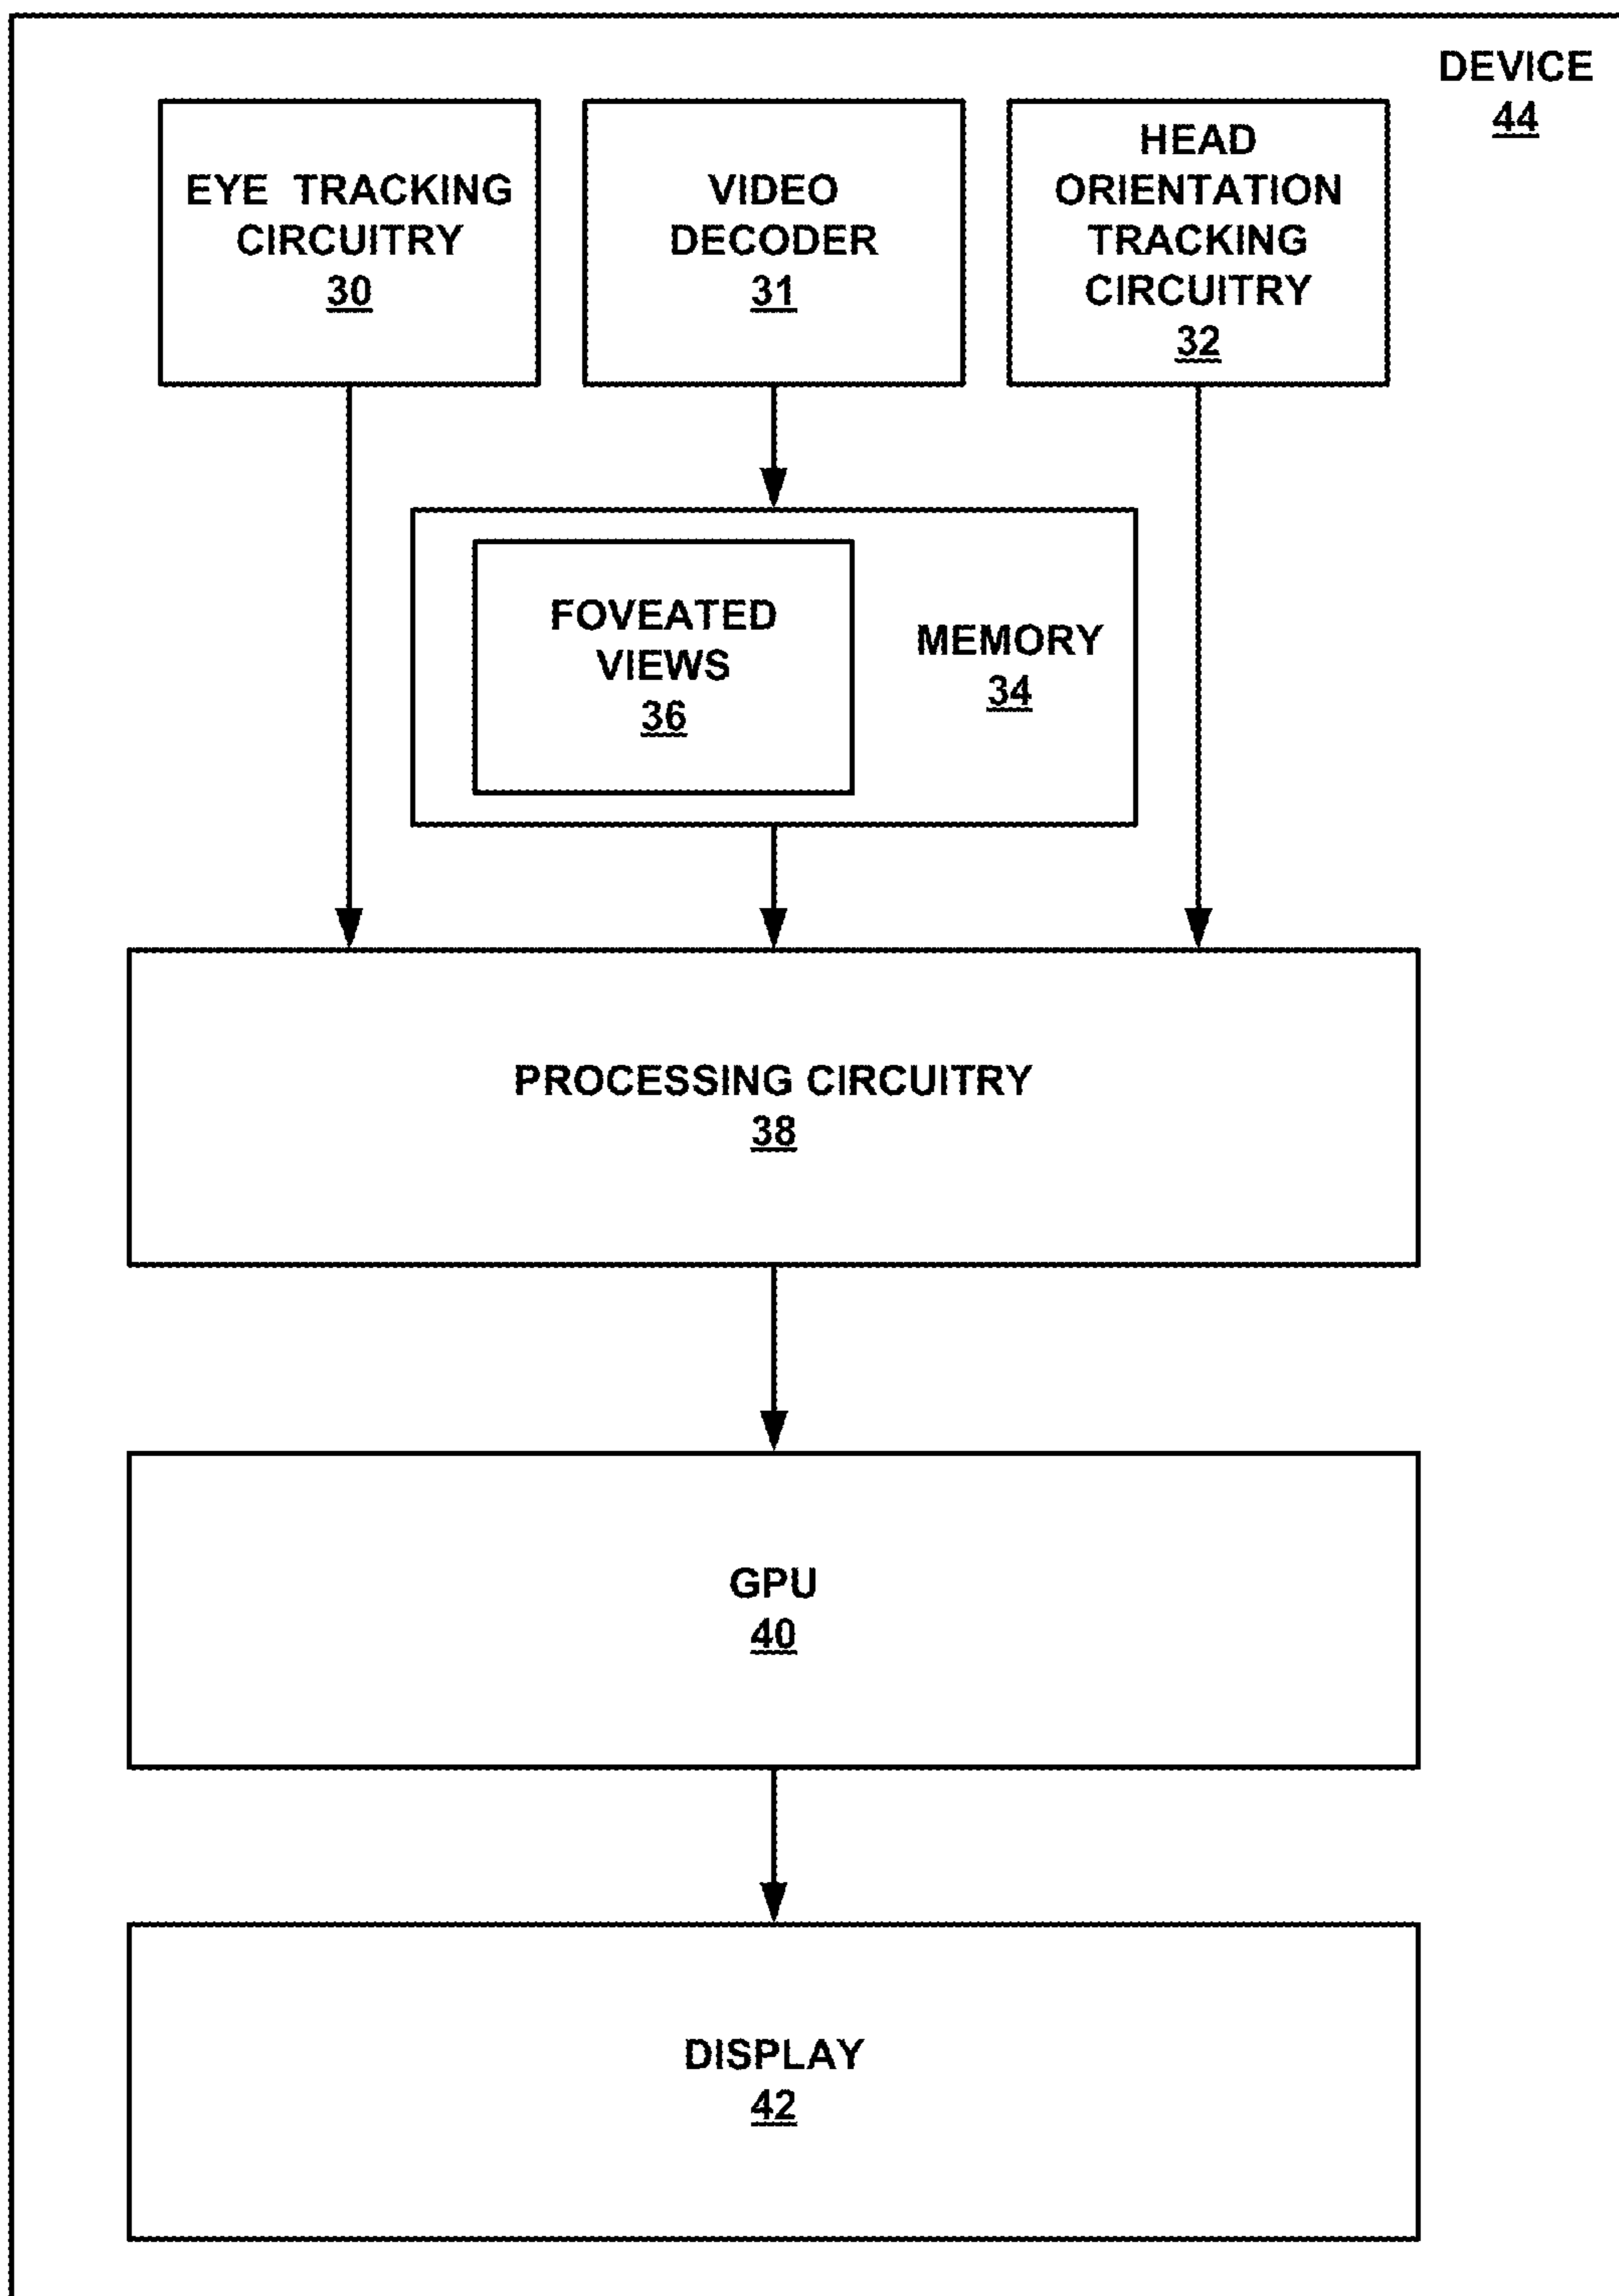 DEVICE
44
EYE TRACKING
CIRCUITRY
30
VIDEO
DECODER
31
HEAD
ORIENTATION
TRACKING
CIRCUITRY
32
FOVEATED
VIEWS
36
MEMORY
34
PROCESSING CIRCUITRY
38
GPU
40
DISPLAY
42